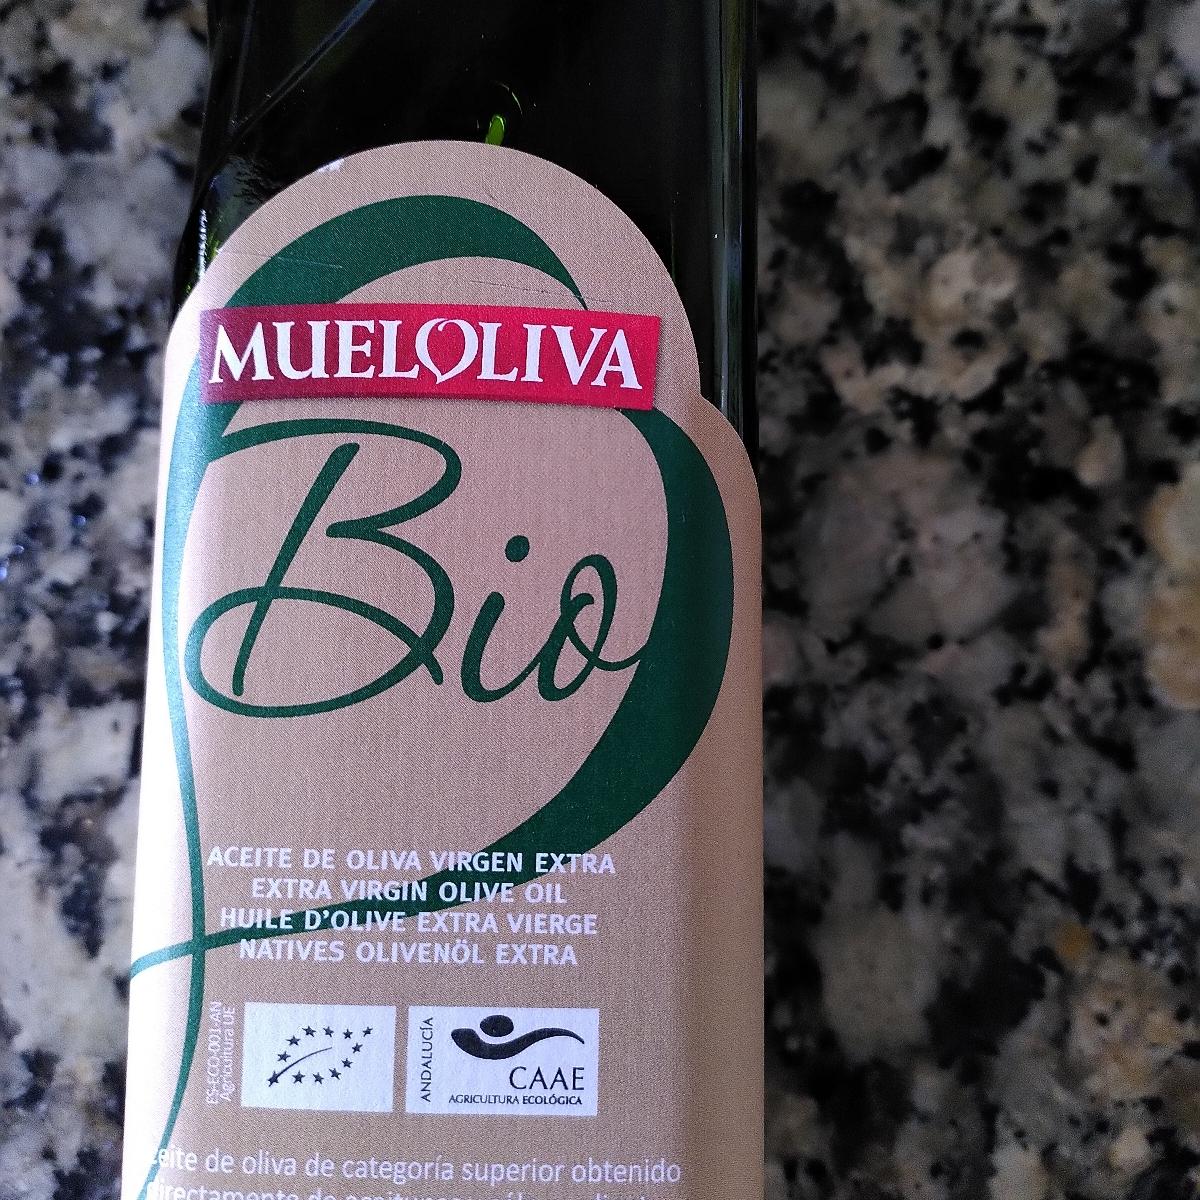 MUELOLIVA
Bio
ACEITE DE OLIVA VIRGEN EXTRA
EXTRA VIRGIN OLIVE OIL
HUILE D'OLIVE EXTRA VIERGE
NATIVES OLIVENÖL EXTRA
ES-ECO-001-AN
Agricultura UE
ANDALUCÍA
CAAE
AGRICULTURA ECOLÓGICA
de oliva de categoría superior obtenido